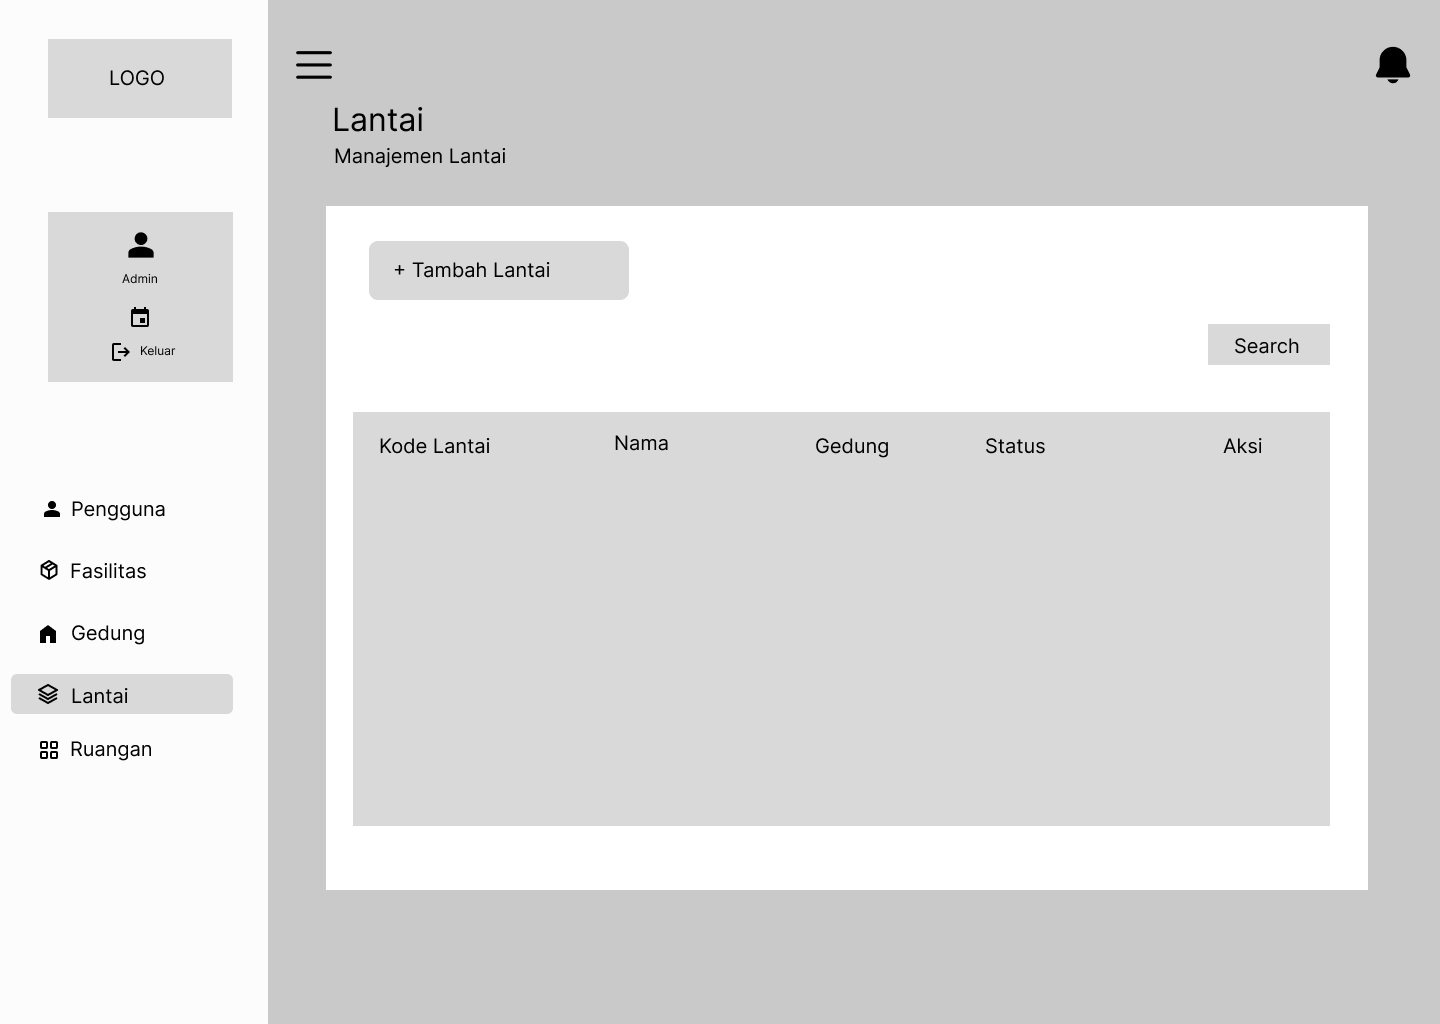 LOGO
Admin
Keluar
Pengguna
Fasilitas
Gedung
Lantai
Ruangan
Lantai
Manajemen Lantai
+ Tambah Lantai
Search
Kode Lantai Nama Gedung Status Aksi